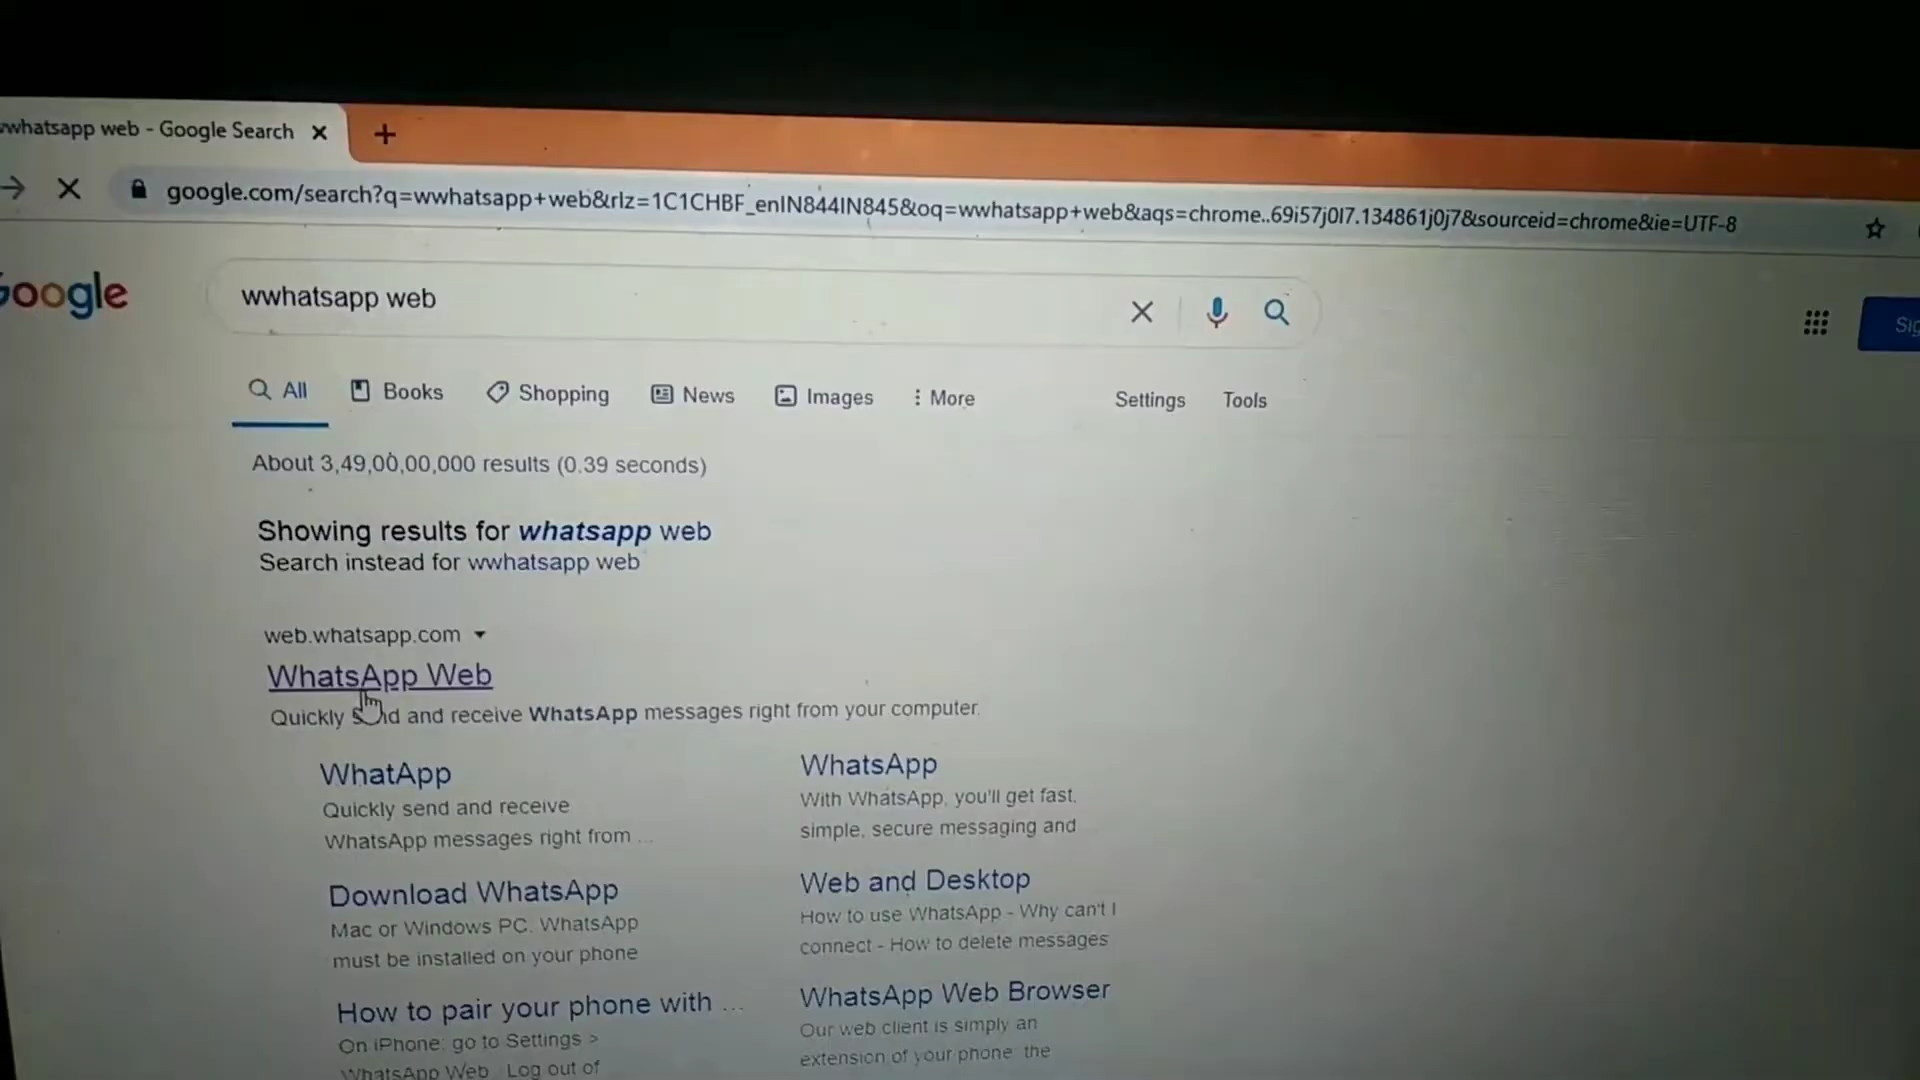 wwhatsapp web - Google Search
google.com/search?q=wwhatsapp+web&rlz=1C1CHBF_enIN844IN845&oq=wwhatsapp+web&aqs=chrome..69i57j0l7.134861j0j7&sourceid=chrome&ie=UTF-8
Google
wwhatsapp web
Sig
All Books Shopping News Images More Settings Tools
About 3,49,00,00,000 results (0.39 seconds)
Showing results for whatsapp web
Search instead for wwhatsapp web
web.whatsapp.com
WhatsApp Web
Quickly send and receive WhatsApp messages right from your computer.
WhatApp
Quickly send and receive
WhatsApp messages right from ...
WhatsApp
With WhatsApp, you'll get fast,
simple, secure messaging and
Download WhatsApp
Mac or Windows PC. WhatsApp
must be installed on your phone
Web and Desktop
How to use WhatsApp - Why can't I
connect - How to delete messages
How to pair your phone with ...
On iPhone: go to Settings >
WhatsApp Web Log out of
WhatsApp Web Browser
Our web client is simply an
extension of your phone: the